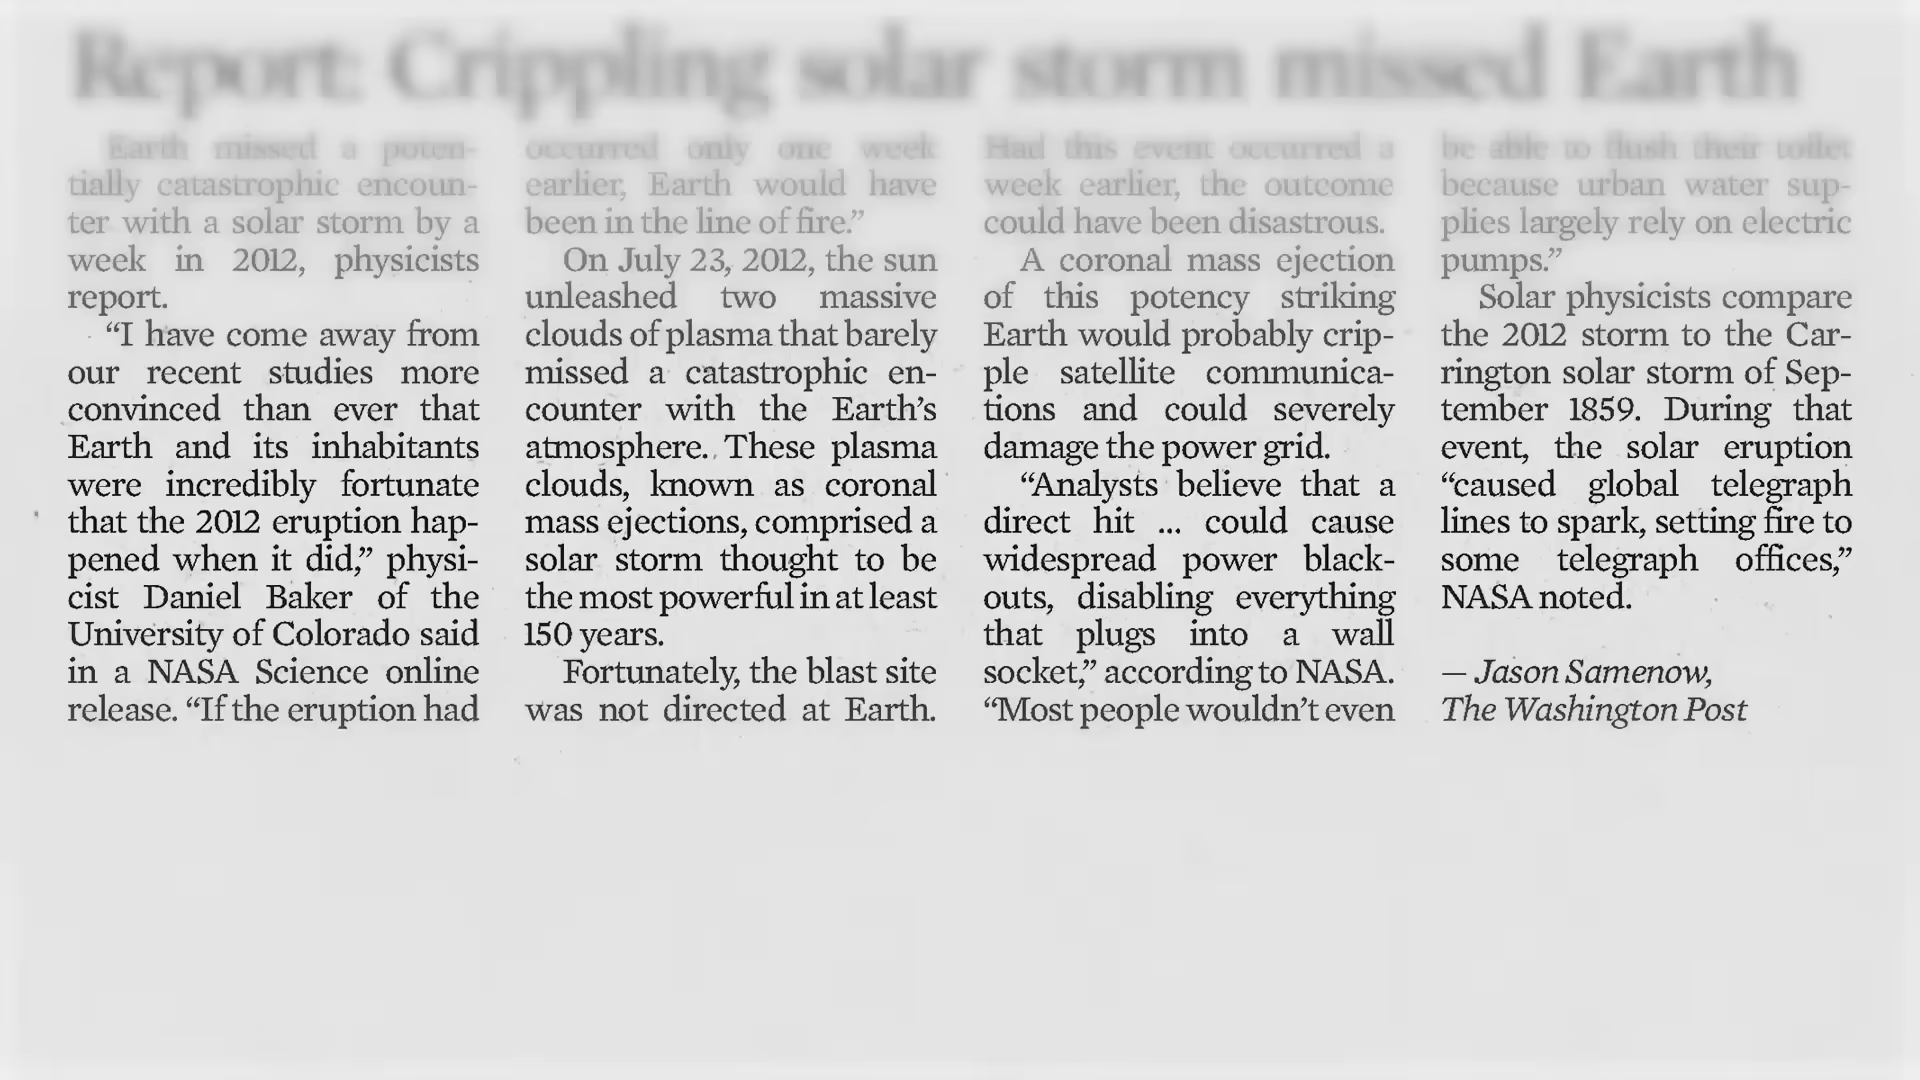 Report: Crippling solar storm missed Earth
Earth missed a poten-
tially catastrophic encoun-
ter with a solar storm by a
week in 2012, physicists
report.
“I have come away from
our recent studies more
convinced than ever that
Earth and its inhabitants
were incredibly fortunate
that the 2012 eruption hap-
pened when it did,” physi-
cist Daniel Baker of the
University of Colorado said
in a NASA Science online
release. “If the eruption had
occurred only one week
earlier, Earth would have
been in the line of fire.”
On July 23, 2012, the sun
unleashed two massive
clouds of plasma that barely
missed a catastrophic en-
counter with the Earth’s
atmosphere. These plasma
clouds, known as coronal
mass ejections, comprised a
solar storm thought to be
the most powerful in at least
150 years.
Fortunately, the blast site
was not directed at Earth.
Had this event occurred a
week earlier, the outcome
could have been disastrous.
A coronal mass ejection
of this potency striking
Earth would probably crip-
ple satellite communica-
tions and could severely
damage the power grid.
“Analysts believe that a
direct hit ... could cause
widespread power black-
outs, disabling everything
that plugs into a wall
socket,” according to NASA.
“Most people wouldn’t even
be able to flush their toilet
because urban water sup-
plies largely rely on electric
pumps.”
Solar physicists compare
the 2012 storm to the Car-
rington solar storm of Sep-
tember 1859. During that
event, the solar eruption
“caused global telegraph
lines to spark, setting fire to
some telegraph offices,”
NASA noted.
— Jason Samenow,
The Washington Post